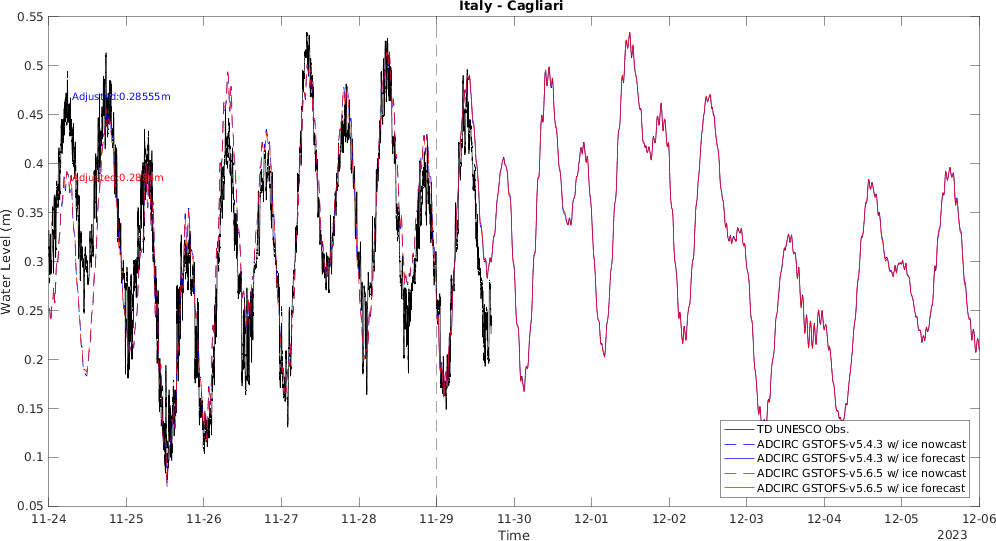 Italy - Cagliari
Water Level (m)
0.55
0.5
0.45
0.4
0.35
0.3
0.25
0.2
0.15
0.1
0.05
Adjusted:0.28555m
TD UNESCO Obs.
ADCIRC GSTOFS-v5.4.3 w/ ice nowcast
ADCIRC GSTOFS-v5.4.3 w/ ice forecast
ADCIRC GSTOFS-v5.6.5 w/ ice nowcast
ADCIRC GSTOFS-v5.6.5 w/ ice forecast
11-24 11-25 11-26 11-27 11-28 11-29 11-30 12-01 12-02 12-03 12-04 12-05 12-06
Time
2023